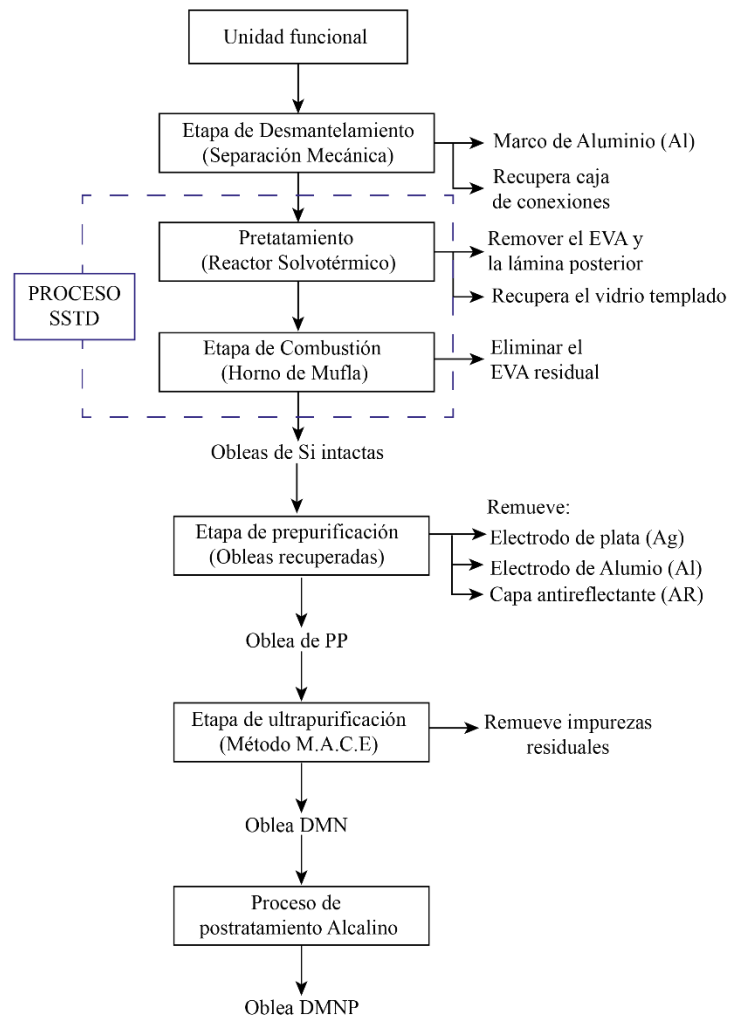 Unidad funcional
Etapa de Desmantelamiento
(Separación Mecánica)
Marco de Aluminio (Al)
Recupera caja
de conexiones
Pretatamiento
(Reactor Solvotérmico)
Remover el EVA y
la lámina posterior
Recupera el vidrio templado
PROCESO
SSTD
Etapa de Combustión
(Horno de Mufla)
Eliminar el
EVA residual
Obleas de Si intactas
Etapa de prepurificación
(Obleas recuperadas)
Remueve:
Electrodo de plata (Ag)
Electrodo de Alumio (Al)
Capa antireflectante (AR)
Oblea de PP
Etapa de ultrapurificación
(Método M.A.C.E)
Remueve impurezas
residuales
Oblea DMN
Proceso de
postratamiento Alcalino
Oblea DMNP